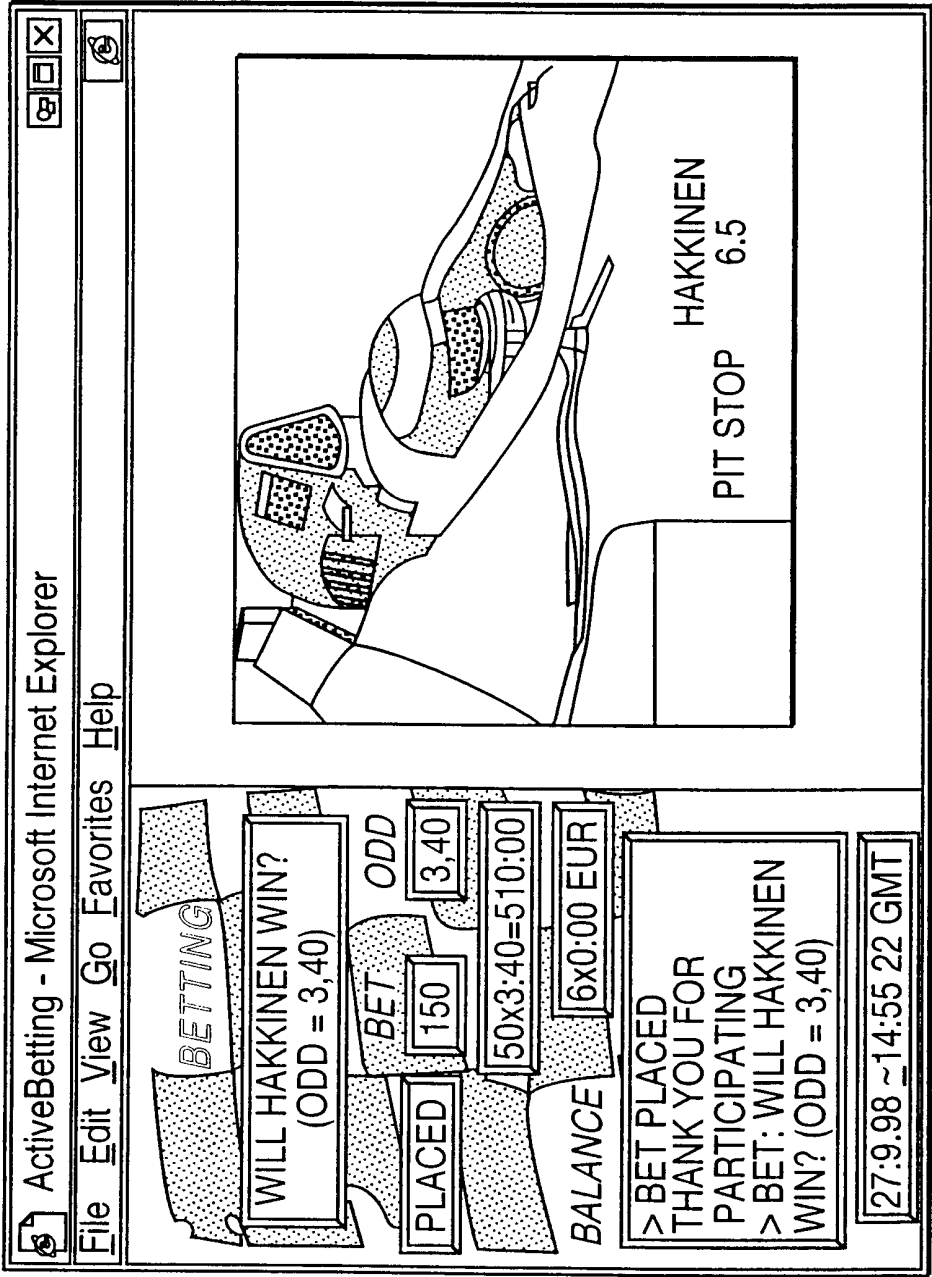 ActiveBetting - Microsoft Internet Explorer
File Edit View Go Favorites Help
BETTING
WILL HAKKINEN WIN?
(ODD = 3,40)
BET ODD
PLACED 150 3,40
50x3:40=510:00
BALANCE 6x0:00 EUR
> BET PLACED
THANK YOU FOR
PARTICIPATING
> BET: WILL HAKKINEN
WIN? (ODD = 3,40)
27:9.98 ~14:55 22 GMT
HAKKINEN
PIT STOP 6.5